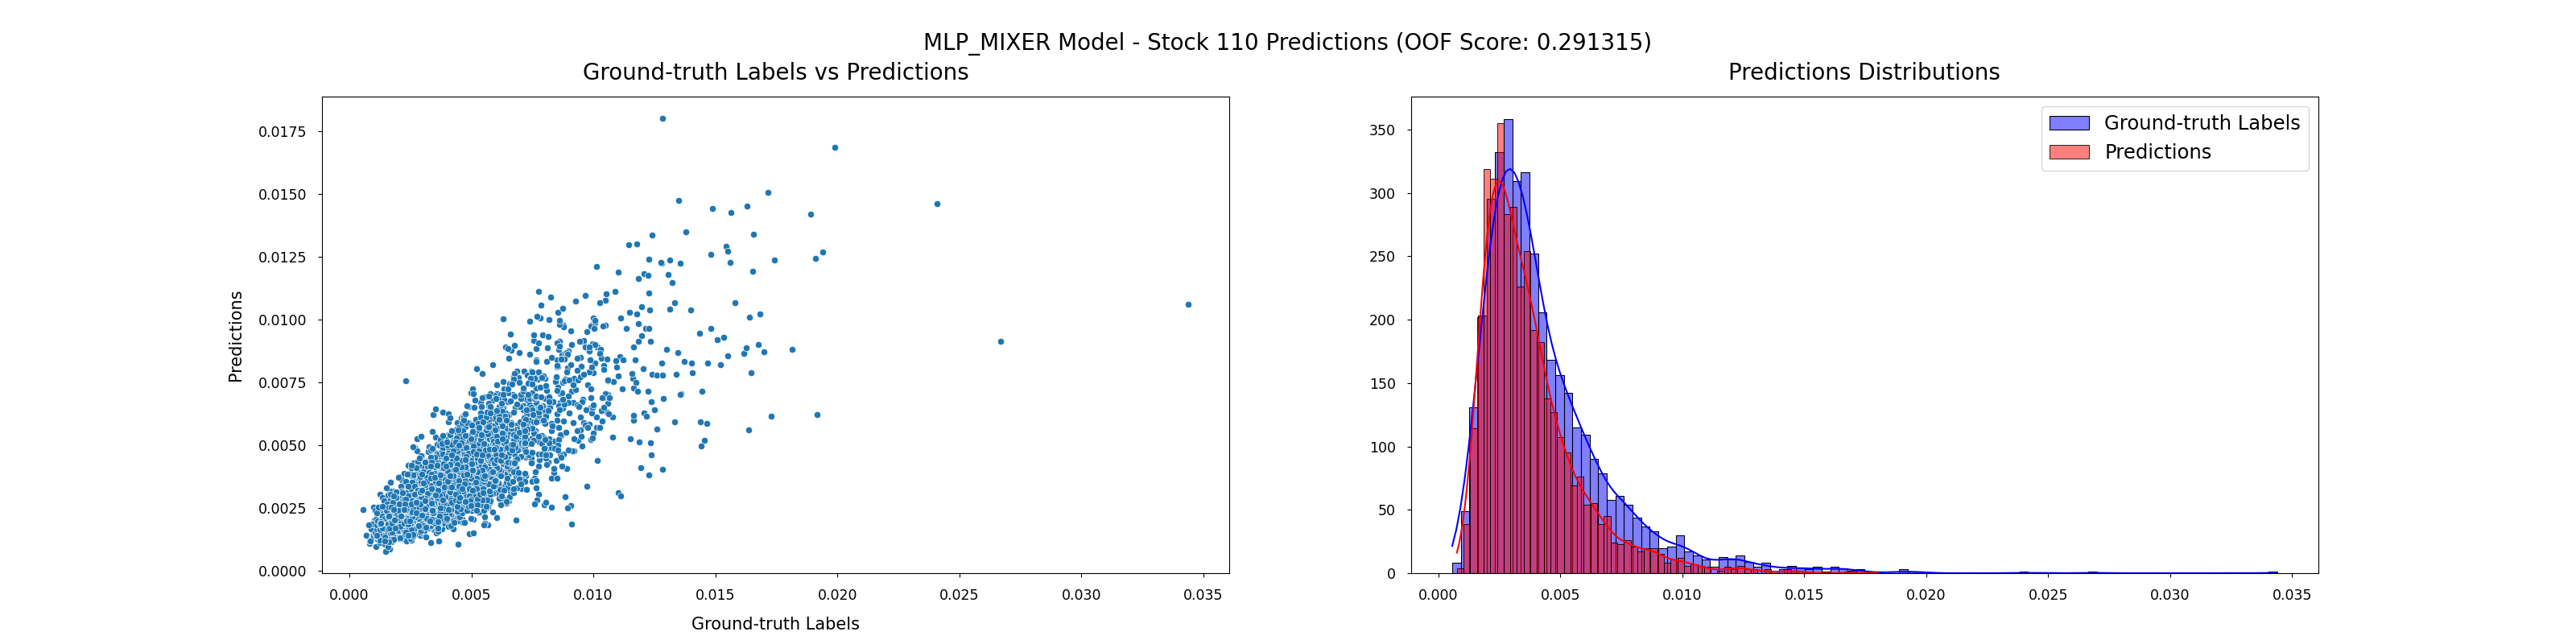 MLP_MIXER Model - Stock 110 Predictions (OOF Score: 0.291315)
Ground-truth Labels vs Predictions
0.0175
0.0150
0.0125
0.0100
0.0075
0.0050
0.0025
0.0000
Predictions
0.000 0.005 0.010 0.015 0.020 0.025 0.030 0.035
Ground-truth Labels
Predictions Distributions
Ground-truth Labels
Predictions
350
300
250
200
150
100
50
0
0.000 0.005 0.010 0.015 0.020 0.025 0.030 0.035